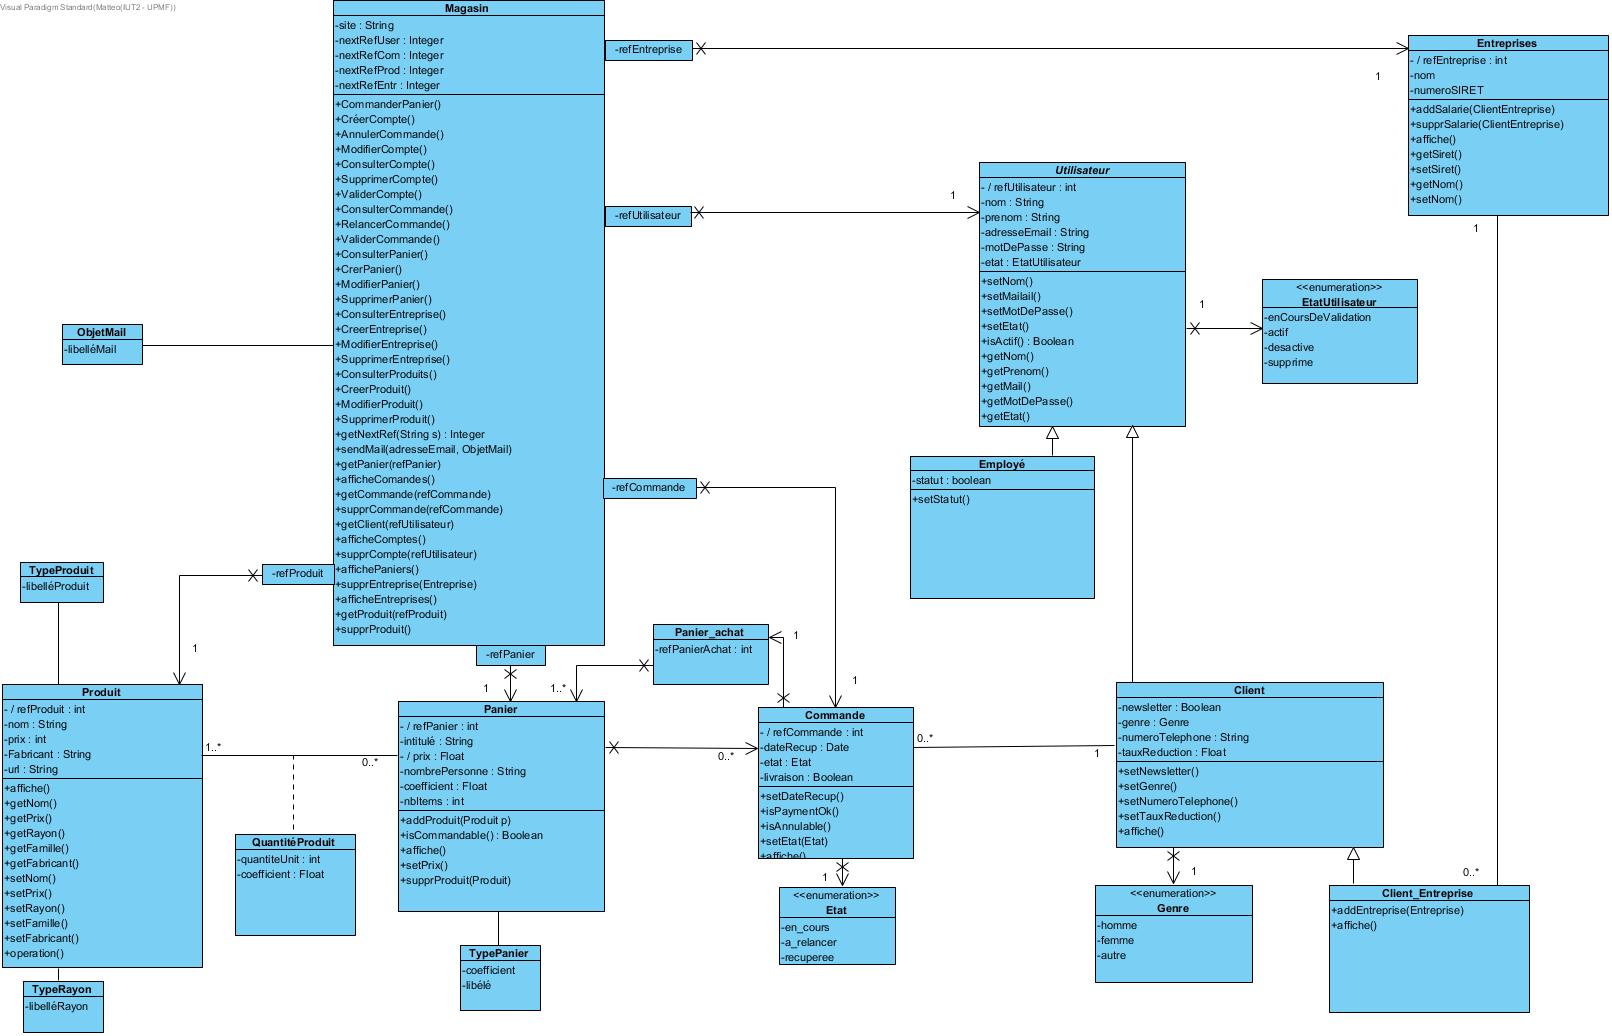 Visual Paradigm Standard(Matteo(IUT2 - UPMF))
Magasin
-site : String
-nextRefUser : Integer
-nextRefCom : Integer
-nextRefProd : Integer
-nextRefEntr : Integer
+CommanderPanier()
+CréerCompte()
+AnnulerCommande()
+ModifierCompte()
+ConsulterCompte()
+SupprimerCompte()
+ValiderCompte()
+ConsulterCommande()
+RelancerCommande()
+ValiderCommande()
+ConsulterPanier()
+CrerPanier()
+ModifierPanier()
+SupprimerPanier()
+ConsulterEntreprise()
+CreerEntreprise()
+ModifierEntreprise()
+SupprimerEntreprise()
+ConsulterProduits()
+CreerProduit()
+ModifierProduit()
+SupprimerProduit()
+getNextRef(String s) : Integer
+sendMail(adresseEmail, ObjetMail)
+getPanier(refPanier)
+afficheComandes()
+getCommande(refCommande)
+supprCommande(refCommande)
+getClient(refUtilisateur)
+afficheComptes()
+supprCompte(refUtilisateur)
+affichePaniers()
+supprEntreprise(Entreprise)
+afficheEntreprises()
+getProduit(refProduit)
+supprProduit()
-refEntreprise
1
Entreprises
- / refEntreprise : int
-nom
-numeroSIRET
+addSalarie(ClientEntreprise)
+supprSalarie(ClientEntreprise)
+affiche()
+getSiret()
+setSiret()
+getNom()
+setNom()
1
-refUtilisateur
1
Utilisateur
- / refUtilisateur : int
-nom : String
-prenom : String
-adresseEmail : String
-motDePasse : String
-etat : EtatUtilisateur
+setNom()
+setMailail()
+setMotDePasse()
+setEtat()
+isActif() : Boolean
+getNom()
+getPrenom()
+getMail()
+getMotDePasse()
+getEtat()
1
<<enumeration>>
EtatUtilisateur
-enCoursDeValidation
-actif
-desactive
-supprime
ObjetMail
-libelléMail
Employé
-statut : boolean
+setStatut()
-refCommande
1
TypeProduit
-libelléProduit
-refProduit
1
-refPanier
1
Panier_achat
-refPanierAchat : int
1
1..*
Produit
- / refProduit : int
-nom : String
-prix : int
-Fabricant : String
-url : String
+affiche()
+getNom()
+getPrix()
+getRayon()
+getFamille()
+getFabricant()
+setNom()
+setPrix()
+setRayon()
+setFamille()
+setFabricant()
+operation()
1..*
0..*
QuantitéProduit
-quantiteUnit : int
-coefficient : Float
Panier
- / refPanier : int
-intitulé : String
- / prix : Float
-nombrePersonne : String
-coefficient : Float
-nbItems : int
+addProduit(Produit p)
+isCommandable() : Boolean
+affiche()
+setPrix()
+supprProduit(Produit)
0..*
Commande
- / refCommande : int
-dateRecup : Date
-etat : Etat
-livraison : Boolean
+setDateRecup()
+isPaymentOk()
+isAnnulable()
+setEtat(Etat)
+affiche()
0..*
1
Client
-newsletter : Boolean
-genre : Genre
-numeroTelephone : String
-tauxReduction : Float
+setNewsletter()
+setGenre()
+setNumeroTelephone()
+setTauxReduction()
+affiche()
1
1
0..*
<<enumeration>>
Etat
-en_cours
-a_relancer
-recuperee
<<enumeration>>
Genre
-homme
-femme
-autre
Client_Entreprise
+addEntreprise(Entreprise)
+affiche()
TypePanier
-coefficient
-libélé
TypeRayon
-libelléRayon